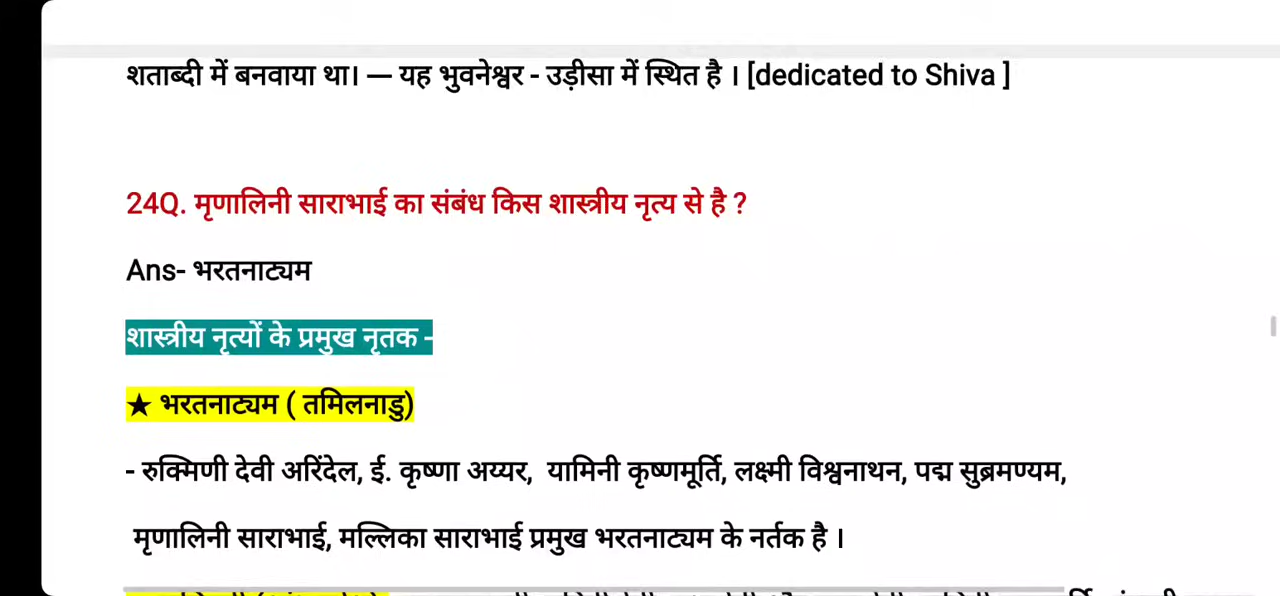 शताब्दी में बनवाया था। — यह भुवनेश्वर - उड़ीसा में स्थित है । [dedicated to Shiva ]
24Q. मृणालिनी साराभाई का संबंध किस शास्त्रीय नृत्य से है ?
Ans- भरतनाट्यम
शास्त्रीय नृत्यों के प्रमुख नृतक -
★ भरतनाट्यम ( तमिलनाडु)
- रुक्मिणी देवी अरिंदेल, ई. कृष्णा अय्यर, यामिनी कृष्णमूर्ति, लक्ष्मी विश्वनाथन, पद्म सुब्रमण्यम,
मृणालिनी साराभाई, मल्लिका साराभाई प्रमुख भरतनाट्यम के नर्तक है ।